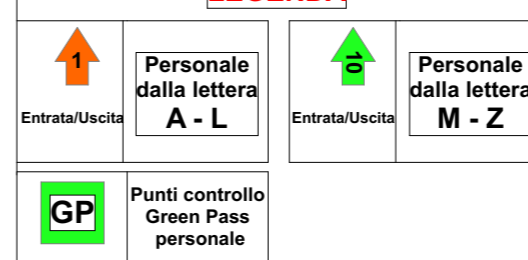 1
Entrata/Uscita
Personale
dalla lettera
A - L
10
Entrata/Uscita
Personale
dalla lettera
M - Z
GP
Punti controllo
Green Pass
personale